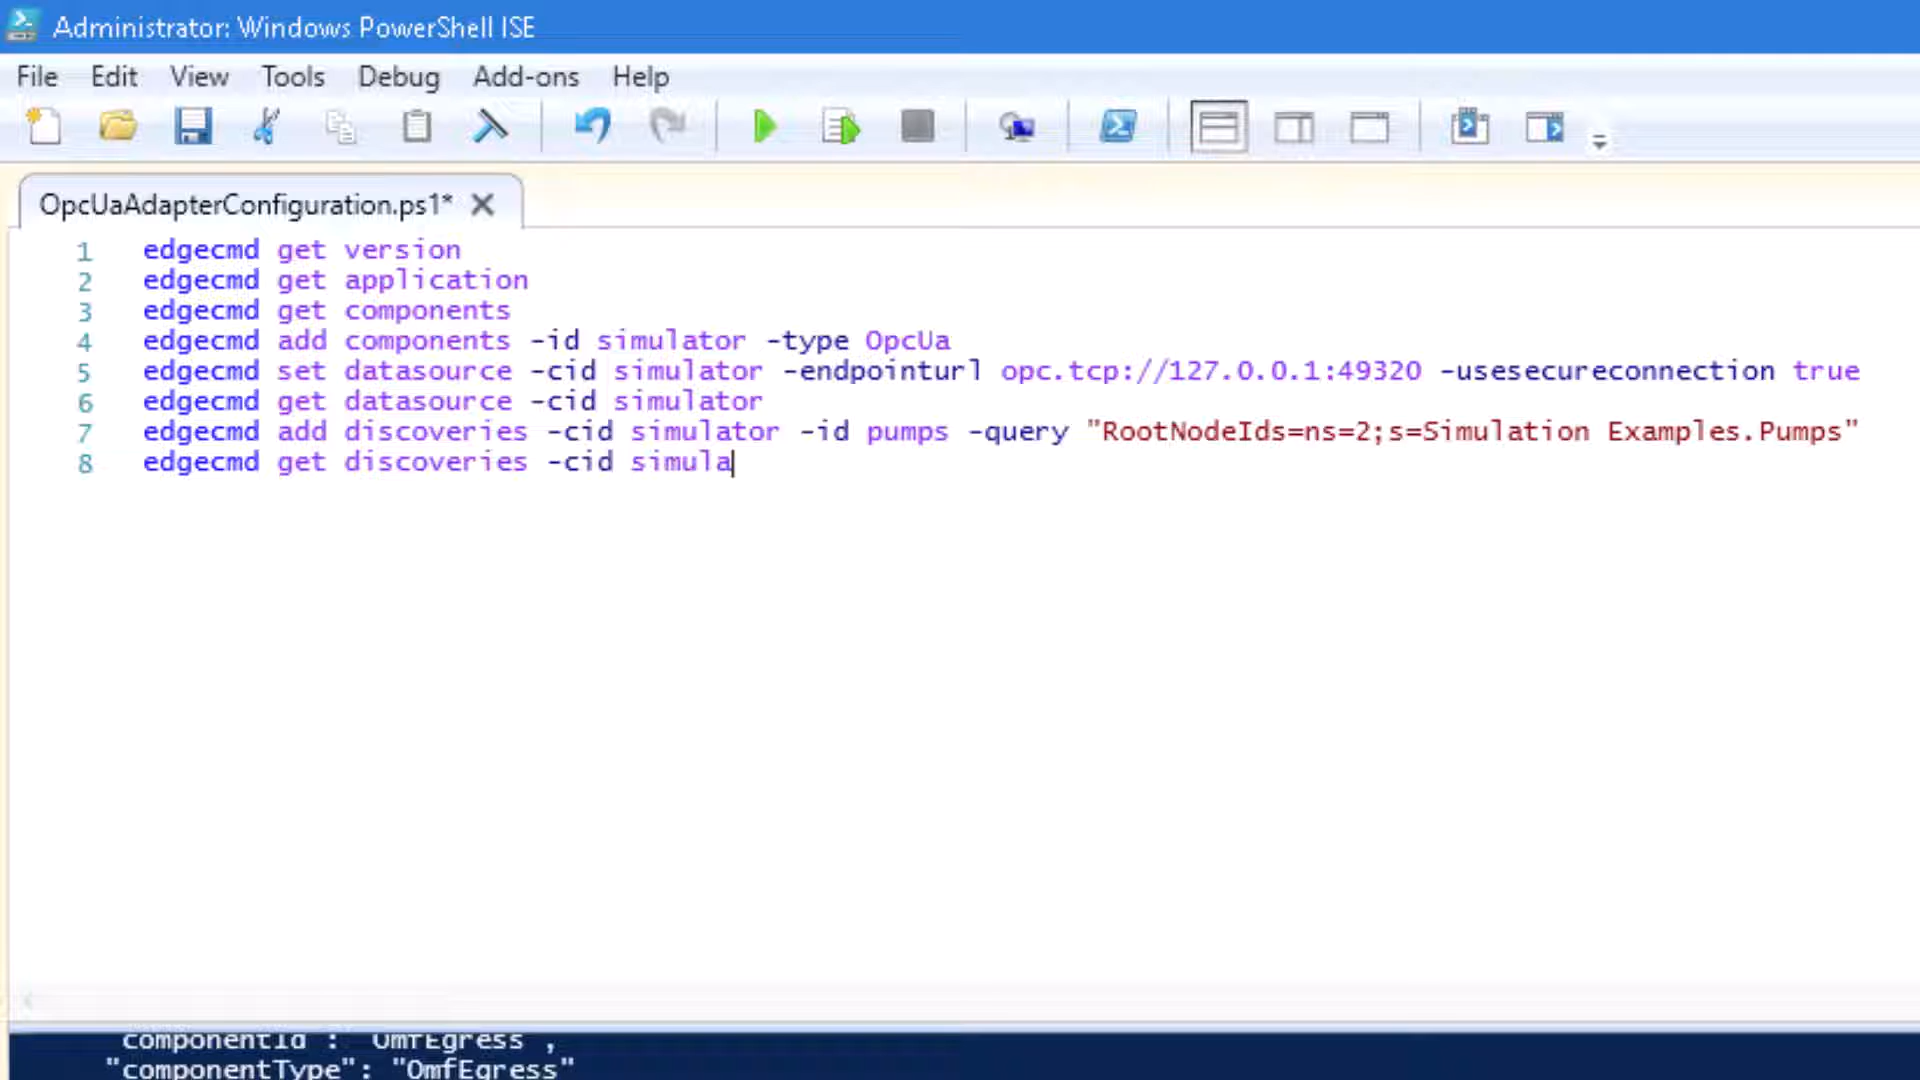 Administrator: Windows PowerShell ISE
File Edit View Tools Debug Add-ons Help
OpcUaAdapterConfiguration.ps1*
1 edgecmd get version
2 edgecmd get application
3 edgecmd get components
4 edgecmd add components -id simulator -type OpcUa
5 edgecmd set datasource -cid simulator -endpointurl opc.tcp://127.0.0.1:49320 -usesecureconnection true
6 edgecmd get datasource -cid simulator
7 edgecmd add discoveries -cid simulator -id pumps -query "RootNodeIds=ns=2;s=Simulation Examples.Pumps"
8 edgecmd get discoveries -cid simula
componentId : OmfEgress ,
"componentType": "OmfEgress"